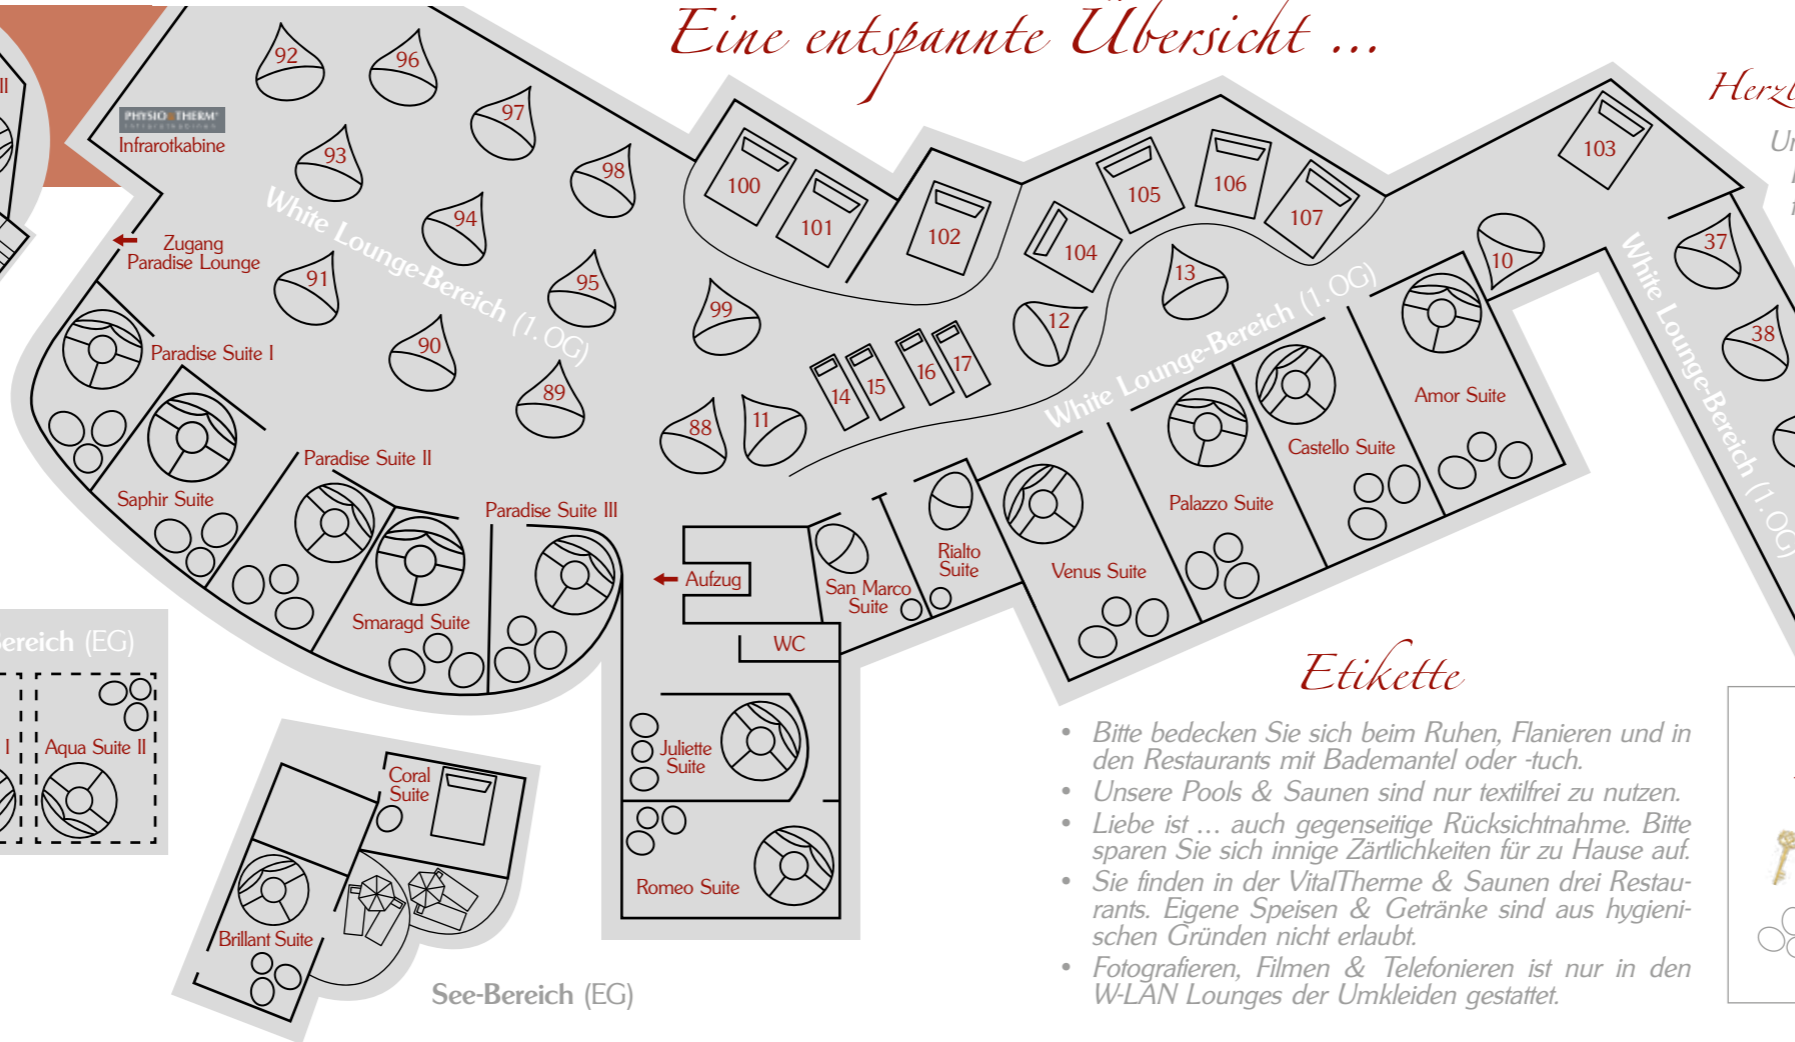 Eine entspannte Übersicht ...
II
92
96
97
PHYSIOTHERM
Infrarotkabine
93
98
94
White Lounge-Bereich (1. OG)
Zugang
Paradise Lounge
91
95
99
90
89
88
11
100
101
102
103
104
105
106
107
13
12
10
14
15
16
17
37
38
White Lounge-Bereich (1. OG)
White Lounge-Bereich (1. OG)
Paradise Suite I
Saphir Suite
Paradise Suite II
Smaragd Suite
Paradise Suite III
Aufzug
WC
San Marco
Suite
Rialto
Suite
Venus Suite
Palazzo Suite
Castello Suite
Amor Suite
Juliette
Suite
Romeo Suite
ereich (EG)
I
Aqua Suite II
Coral
Suite
Brillant Suite
See-Bereich (EG)
Etikette
• Bitte bedecken Sie sich beim Ruhen, Flanieren und in
den Restaurants mit Bademantel oder -tuch.
• Unsere Pools & Saunen sind nur textilfrei zu nutzen.
• Liebe ist ... auch gegenseitige Rücksichtnahme. Bitte
sparen Sie sich innige Zärtlichkeiten für zu Hause auf.
• Sie finden in der VitalTherme & Saunen drei Restau-
rants. Eigene Speisen & Getränke sind aus hygieni-
schen Gründen nicht erlaubt.
• Fotografieren, Filmen & Telefonieren ist nur in den
W-LAN Lounges der Umkleiden gestattet.